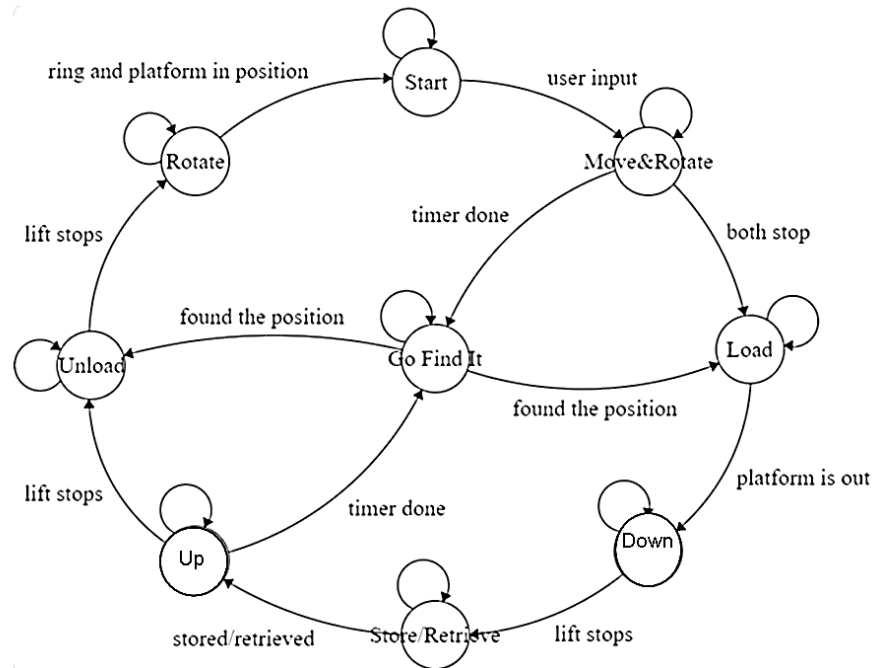 ring and platform in position
Start
user input
Rotate
Move&Rotate
lift stops
timer done
both stop
found the position
Unload
Go Find It
Load
found the position
lift stops
timer done
platform is out
Up
Down
stored/retrieved
Store/Retrieve
lift stops